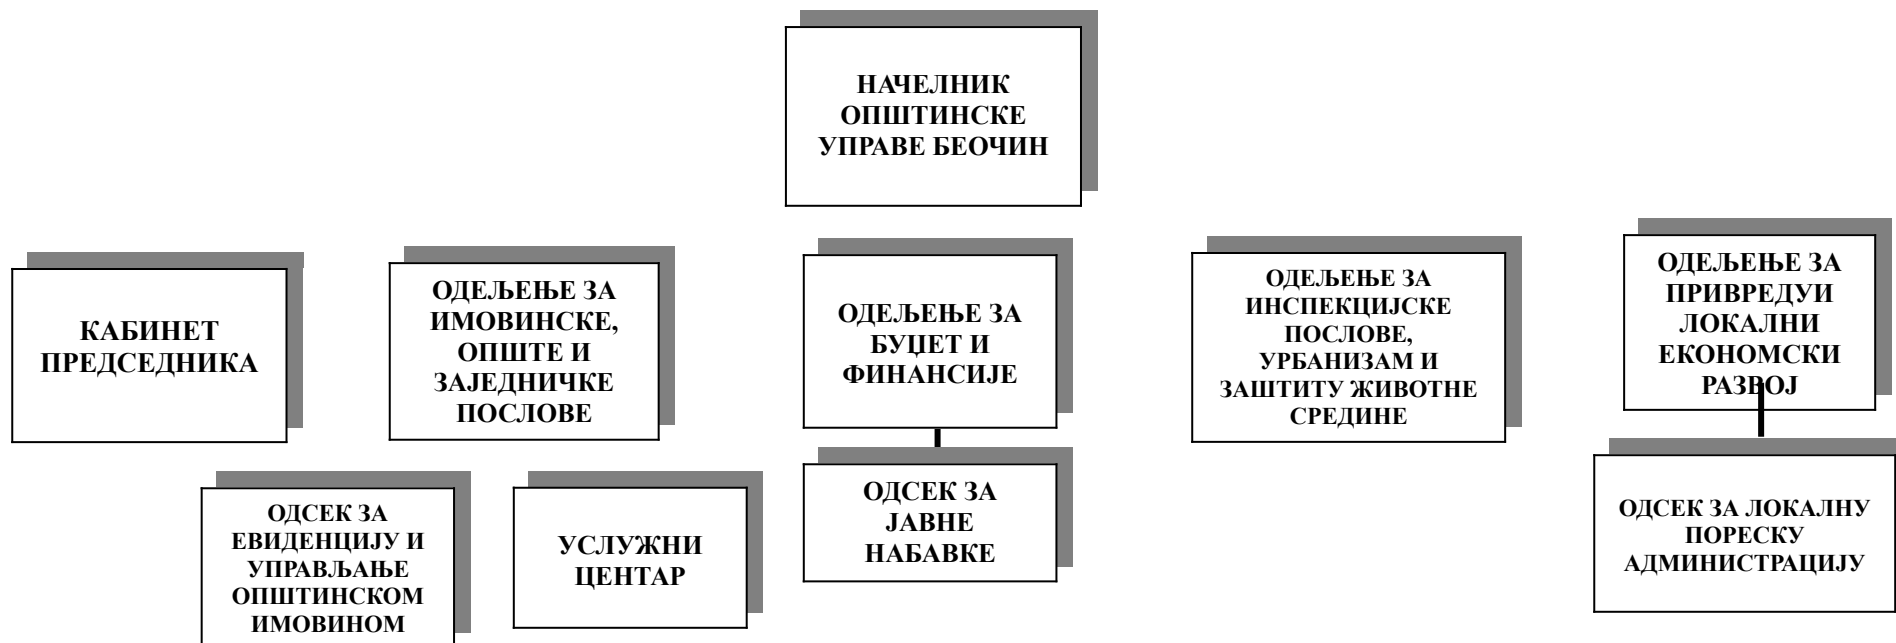 НАЧЕЛНИК
ОПШТИНСКЕ
УПРАВЕ БЕОЧИН
КАБИНЕТ
ПРЕДСЕДНИКА
ОДЕЉЕЊЕ ЗА
ИМОВИНСКЕ,
ОПШТЕ И
ЗАЈЕДНИЧКЕ
ПОСЛОВЕ
ОДЕЉЕЊЕ ЗА
БУЏЕТ И
ФИНАНСИЈЕ
ОДЕЉЕЊЕ ЗА
ИНСПЕКЦИЈСКЕ
ПОСЛОВЕ,
УРБАНИЗАМ И
ЗАШТИТУ ЖИВОТНЕ
СРЕДИНЕ
ОДЕЉЕЊЕ ЗА
ПРИВРЕДУИ
ЛОКАЛНИ
ЕКОНОМСКИ
РАЗВОЈ
ОДСЕК ЗА
ЕВИДЕНЦИЈУ И
УПРАВЉАЊЕ
ОПШТИНСКОМ
ИМОВИНОМ
УСЛУЖНИ
ЦЕНТАР
ОДСЕК ЗА
ЈАВНЕ
НАБАВКЕ
ОДСЕК ЗА ЛОКАЛНУ
ПОРЕСКУ
АДМИНИСТРАЦИЈУ